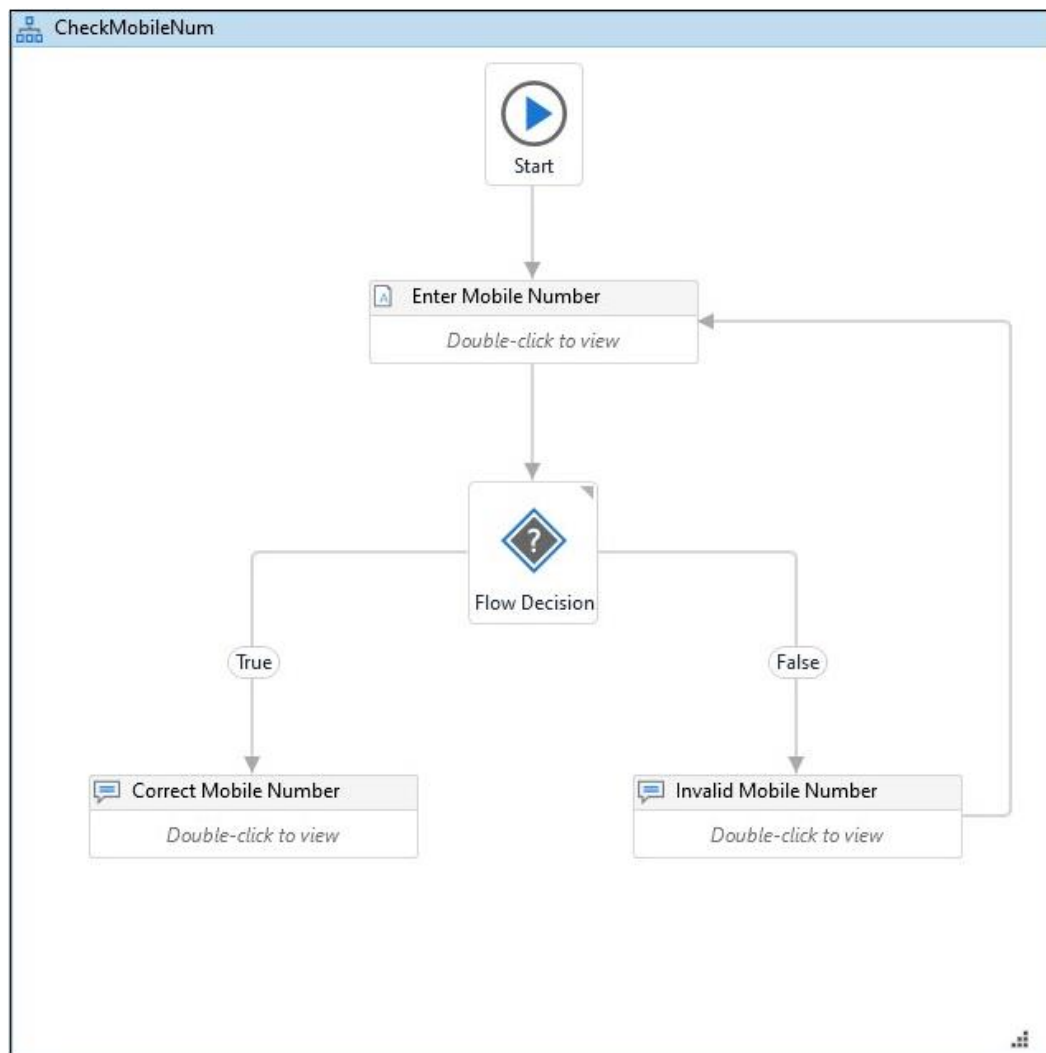 CheckMobileNum
Start
Enter Mobile Number
Double-click to view
?
Flow Decision
True
False
Correct Mobile Number
Double-click to view
Invalid Mobile Number
Double-click to view